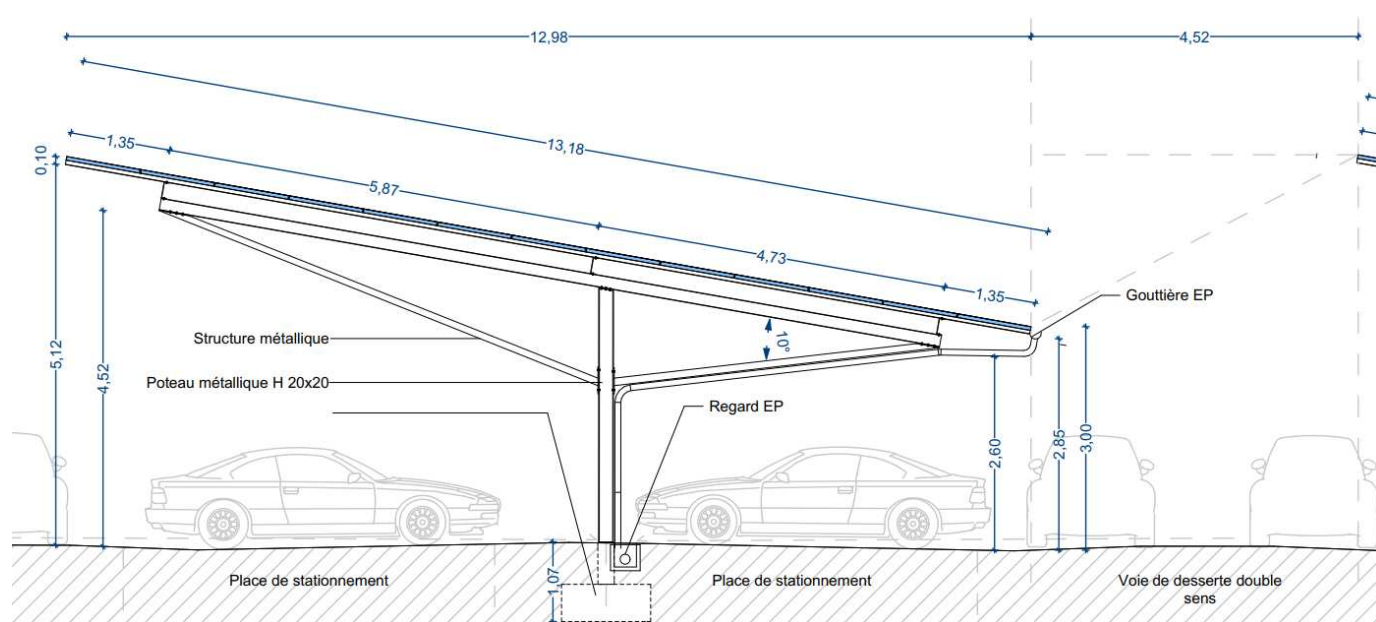 12,98
4,52
13,18
1,35
0,10
5,87
4,73
1,35
Gouttière EP
Structure métallique
10°
5,12
4,52
Poteau métallique H 20x20
Regard EP
2,60
2,85
3,00
Place de stationnement
Place de stationnement
Voie de desserte double
sens
1,07